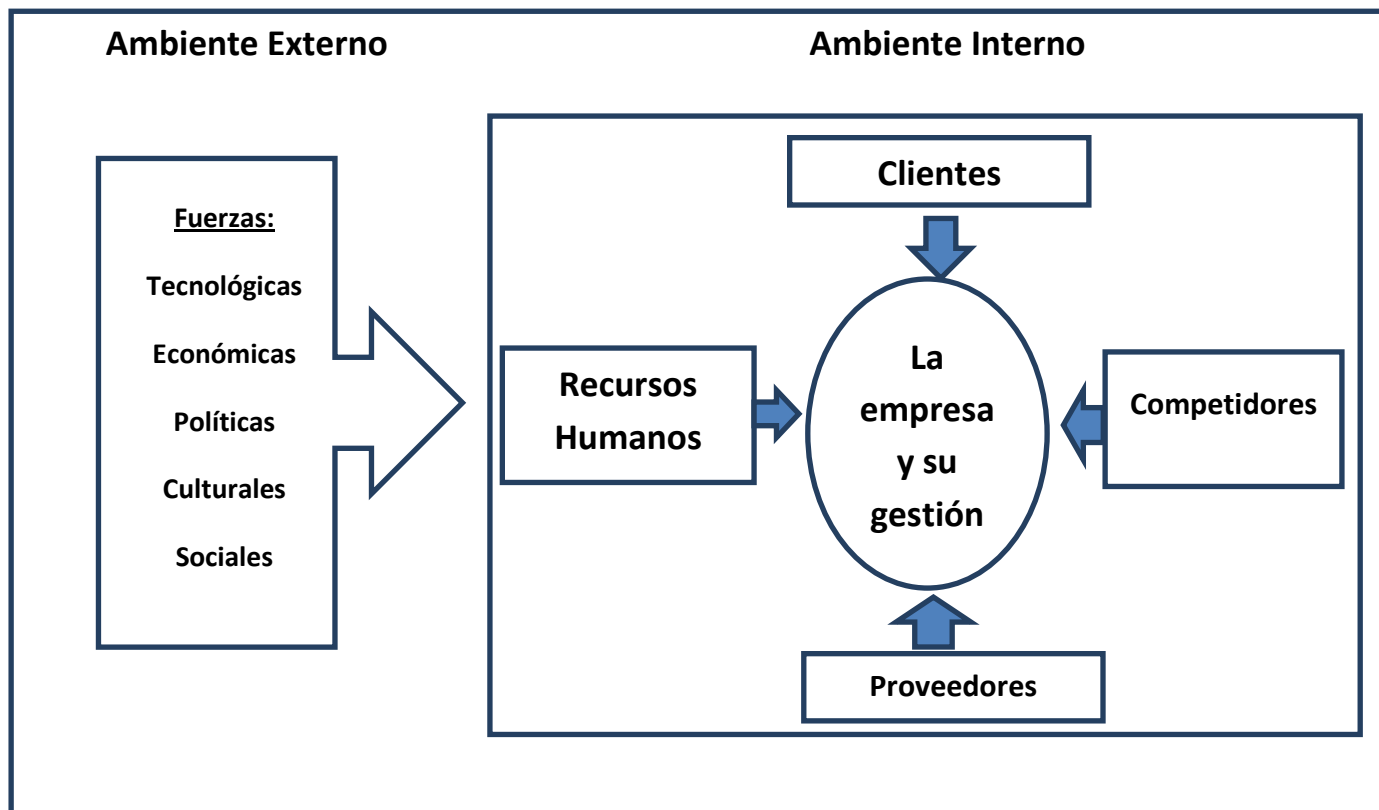 Ambiente Externo
Ambiente Interno
Fuerzas:
Tecnológicas
Económicas
Políticas
Culturales
Sociales
Clientes
Recursos
Humanos
La
empresa
y su
gestión
Competidores
Proveedores